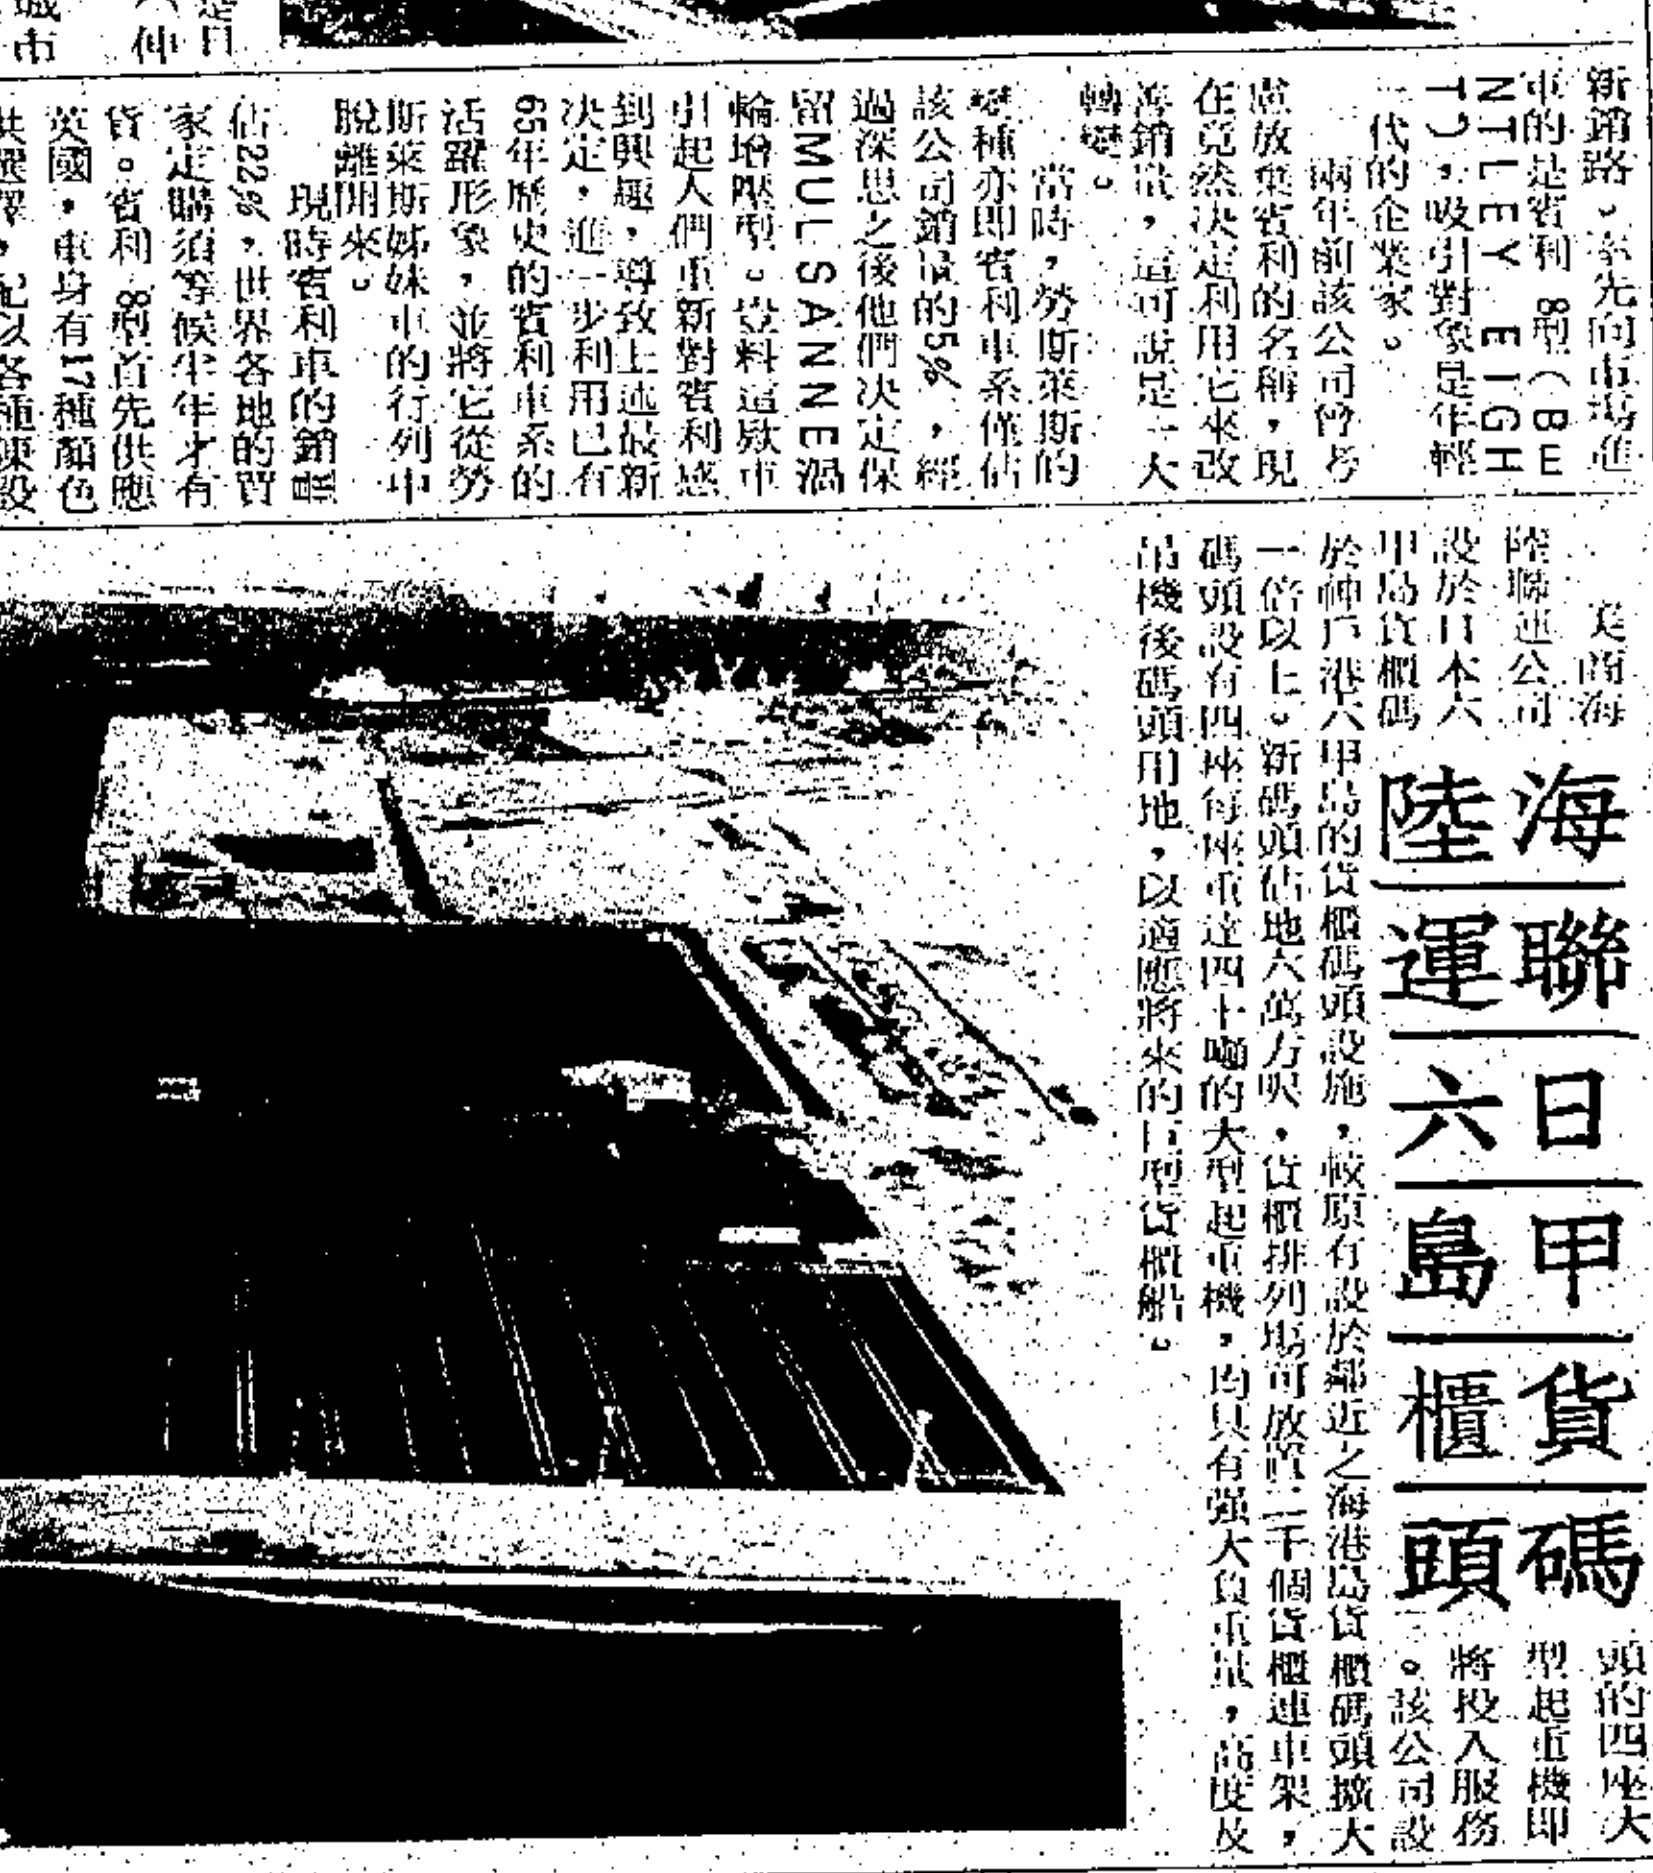 城
市
是日
仲
新銷路。率先向市場進
車的是賓利 8型(BE
NTLEY EIGH
T)，吸引對象是年輕
一代的企業家。
兩年前該公司曾考
慮放棄賓利的名稱，現
在竟然決定利用它來改
善銷量，這可說是一大
轉變。
當時，勞斯萊斯的
變種亦即賓利車系僅佔
該公司銷量的5%，經
過深思之後他們決定保
留MULSANNE渦
輪增壓型。豈料這款車
引起人們重新對賓利感
到興趣，導致上述最新
決定，進一步利用已有
65年歷史的賓利車系的
活躍形象，並將它從勞
斯萊斯姊妹車的行列中
脫離開來。
現時賓利車的銷量
佔22%，世界各地的買
家定購須等候半年才有
貨。賓利 8型首先供應
英國，車身有17種顏色
供選擇，配以各種陳設
海聯日甲貨碼
陸運六島櫃頭
美商海
陸聯運公司
設於日本六
甲島貨櫃碼
頭的四座大
型起重機即
將投入服務
。該公司設
於神戶港六甲島的貨櫃碼頭設施，較原有設於鄰近之海港島貨櫃碼頭擴大
一倍以上。新碼頭佔地六萬方呎，貨櫃排列場可放置二千個貨櫃連車架，
碼頭設有四座每座重達四十噸的大型起重機，均具有强大負重量，高度及
吊機後碼頭用地，以適應將來的巨型貨櫃船。